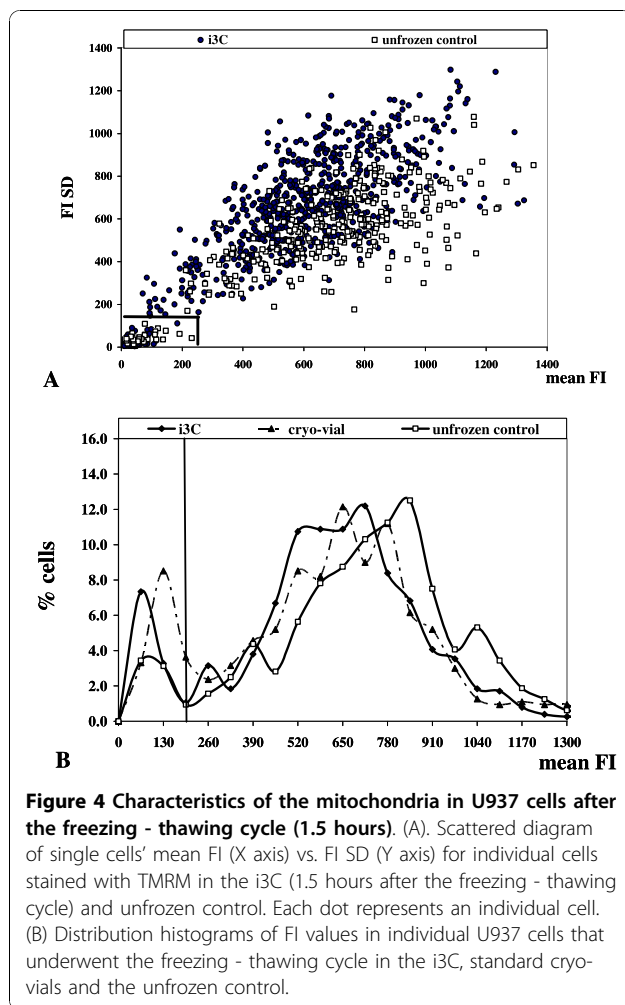 i3C unfrozen control
1400
1200
1000
800
600
400
200
0
FI SD
0 200 400 600 800 1000 1200 1400
A mean FI
i3C cryo-vial unfrozen control
16.0
14.0
12.0
10.0
8.0
6.0
4.0
2.0
0.0
% cells
0 130 260 390 520 650 780 910 1040 1170 1300
B mean FI
Figure 4 Characteristics of the mitochondria in U937 cells after
the freezing - thawing cycle (1.5 hours). (A). Scattered diagram
of single cells' mean FI (X axis) vs. FI SD (Y axis) for individual cells
stained with TMRM in the i3C (1.5 hours after the freezing - thawing
cycle) and unfrozen control. Each dot represents an individual cell.
(B) Distribution histograms of FI values in individual U937 cells that
underwent the freezing - thawing cycle in the i3C, standard cryo-
vials and the unfrozen control.